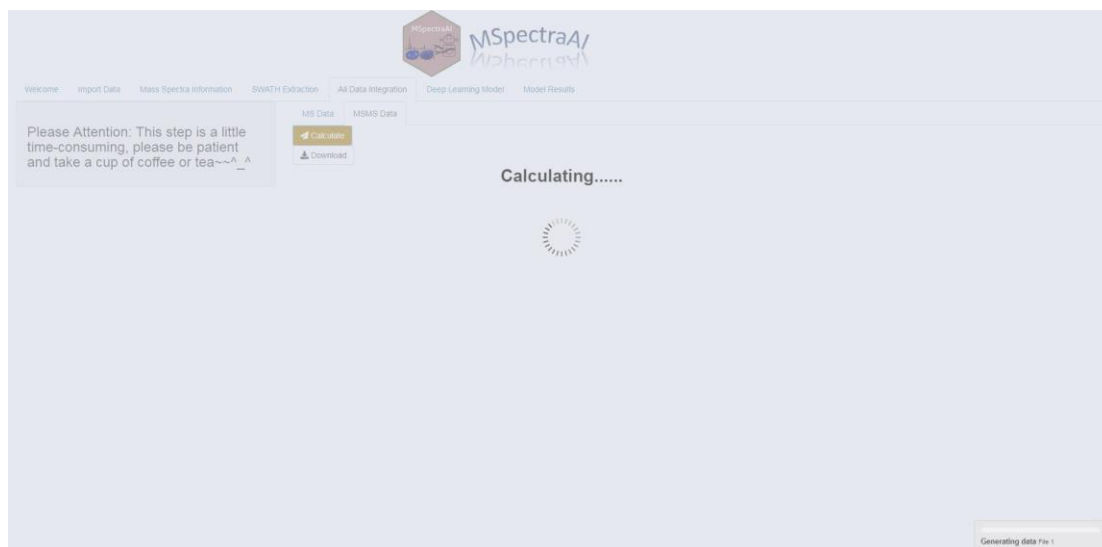 MSpectraAI
MSpectraAI
Welcome Import Data Mass Spectra Information SWATH Extraction All Data Integration Deep Learning Model Model Results
MS Data MSMS Data
Please Attention: This step is a little
time-consuming, please be patient
and take a cup of coffee or tea~~^_^
Calculate
Download
Calculating......
Generating data File 1